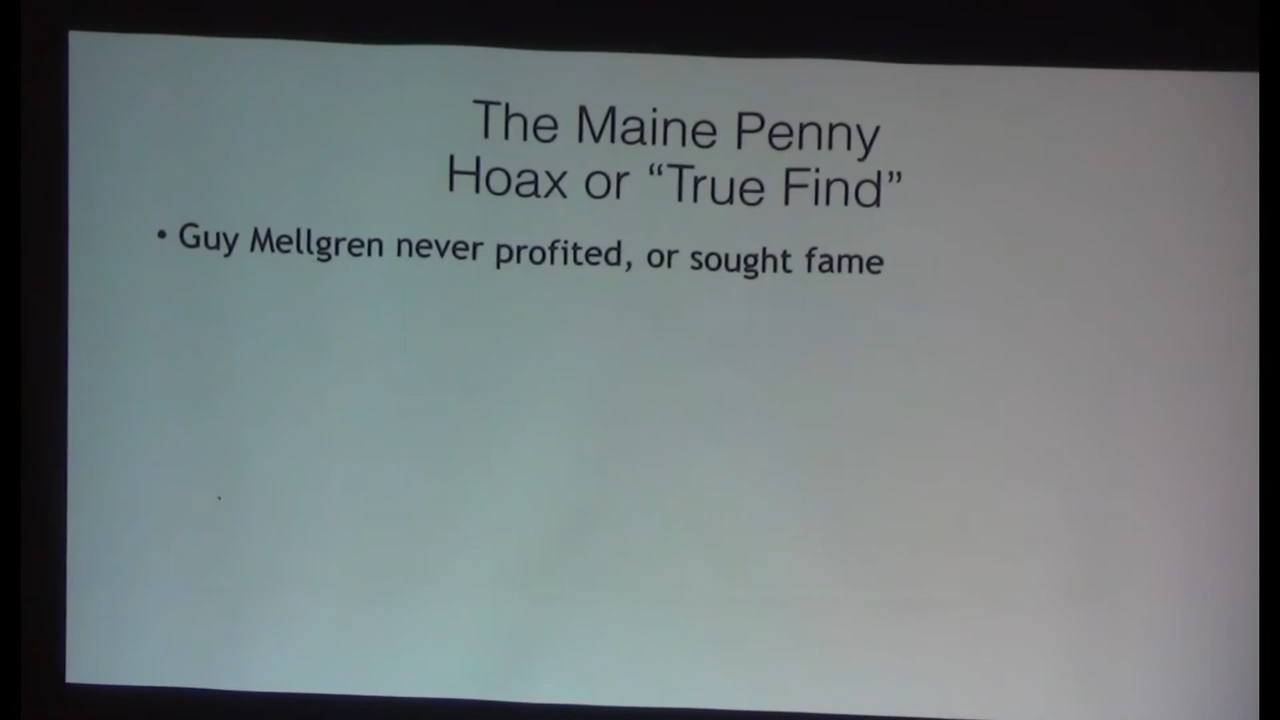 The Maine Penny
Hoax or “True Find”
• Guy Mellgren never profited, or sought fame